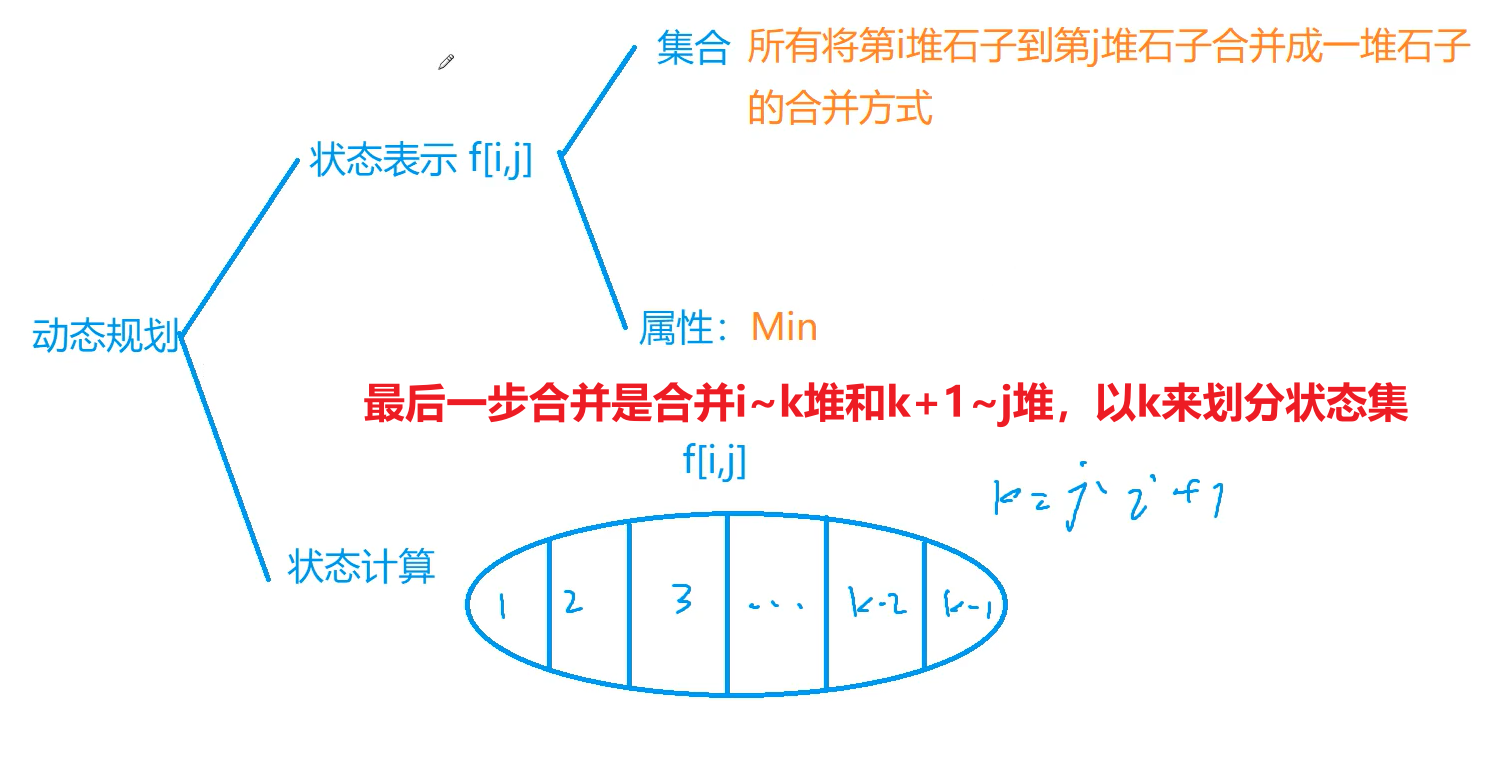 集合 所有将第i堆石子到第j堆石子合并成一堆石子
的合并方式
状态表示 f[i,j]
属性：Min
动态规划
最后一步合并是合并i~k堆和k+1~j堆，以k来划分状态集
f[i,j]
k=j-i+1
状态计算
1 2 3 ... k-2 k-1